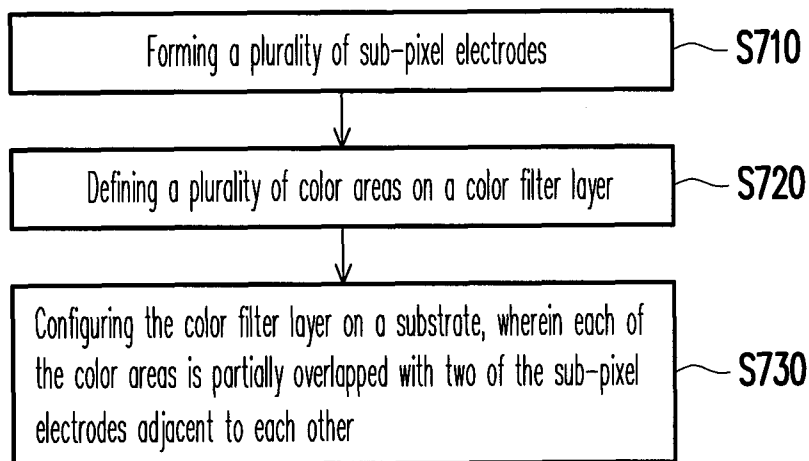 Forming a plurality of sub-pixel electrodes
S710
Defining a plurality of color areas on a color filter layer
S720
Configuring the color filter layer on a substrate, wherein each of
the color areas is partially overlapped with two of the sub-pixel
electrodes adjacent to each other
S730